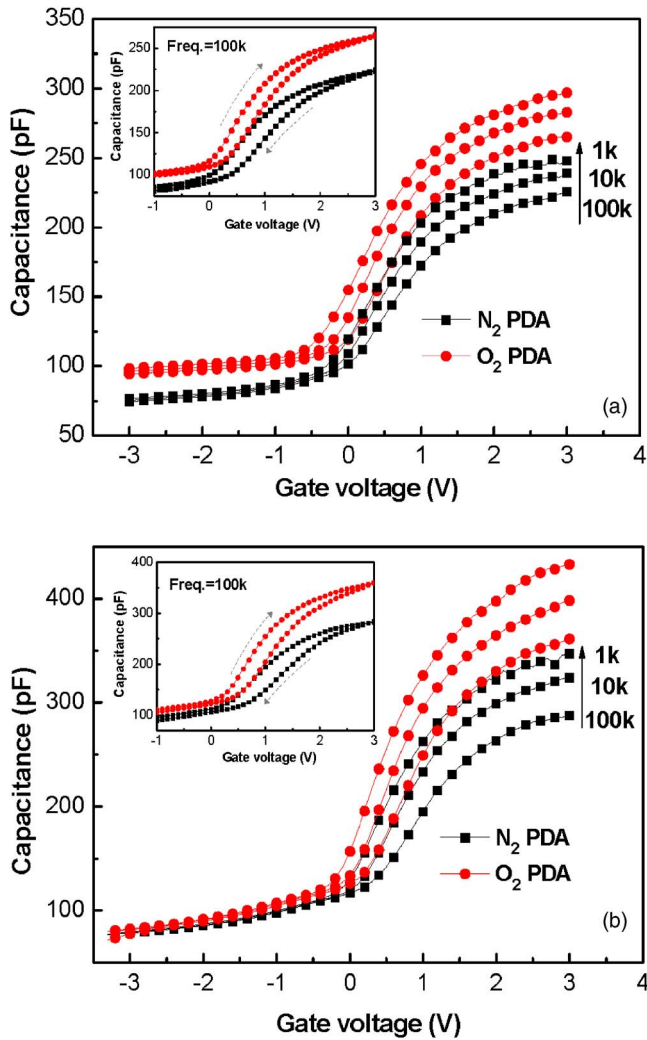 350
300
250
200
150
100
50
Capacitance (pF)
Freq.=100k
250
200
150
100
Capacitance (pF)
-1 0 1 2 3
Gate voltage (V)
1k
10k
100k
N2 PDA
O2 PDA
(a)
-3 -2 -1 0 1 2 3 4
Gate voltage (V)
400
300
200
100
Capacitance (pF)
Freq.=100k
400
300
200
100
Capacitance (pF)
-1 0 1 2 3
Gate voltage (V)
1k
10k
100k
N2 PDA
O2 PDA
(b)
-3 -2 -1 0 1 2 3 4
Gate voltage (V)